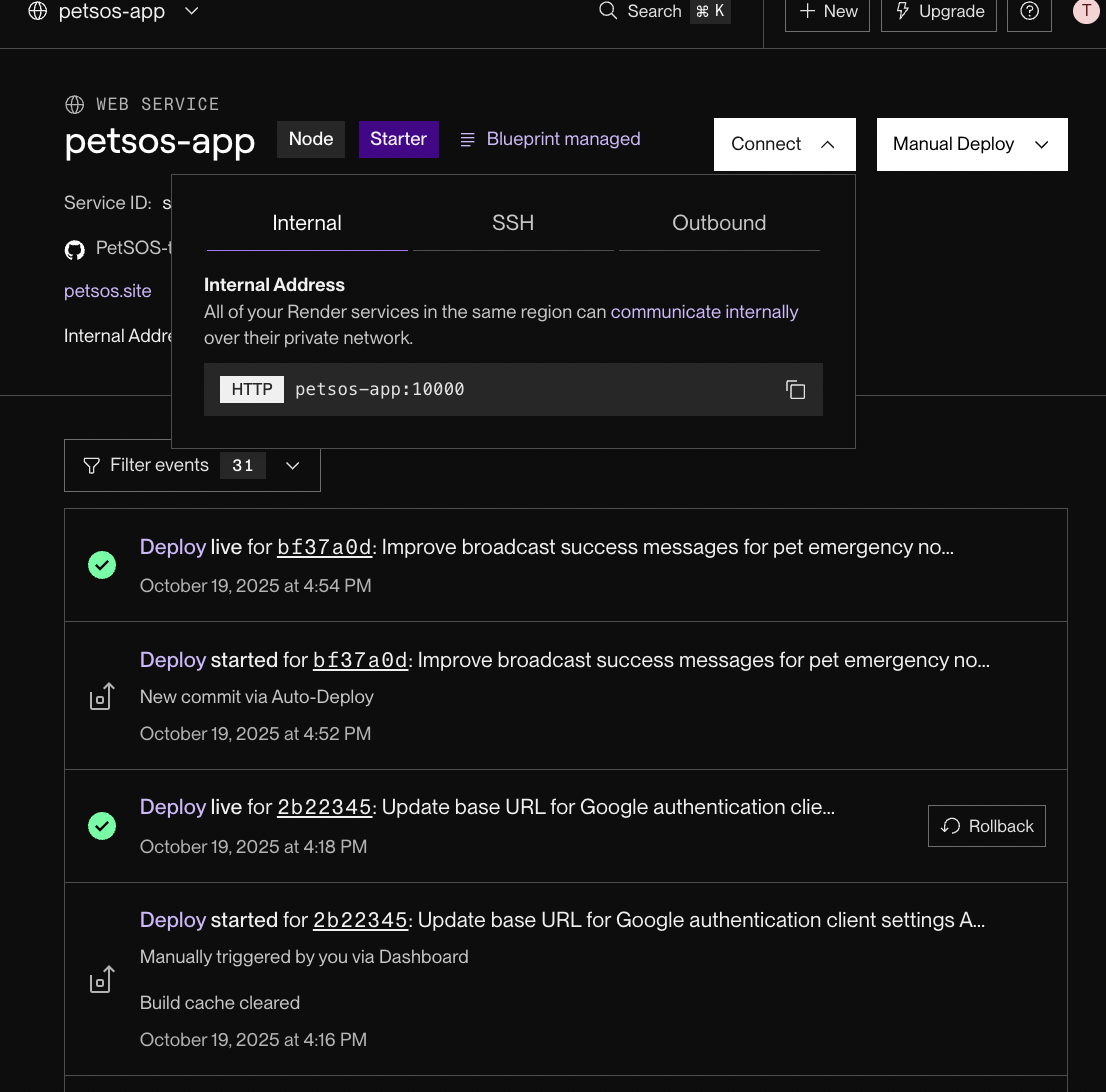 petsos-app
Search ⌘ K
+ New
Upgrade
T
WEB SERVICE
petsos-app Node Starter Blueprint managed
Connect
Manual Deploy
Service ID: s
PetSOS-t
petsos.site
Internal Addre
Internal SSH Outbound
Internal Address
All of your Render services in the same region can communicate internally
over their private network.
HTTP petsos-app:10000
Filter events 31
Deploy live for bf37a0d: Improve broadcast success messages for pet emergency no...
October 19, 2025 at 4:54 PM
Deploy started for bf37a0d: Improve broadcast success messages for pet emergency no...
New commit via Auto-Deploy
October 19, 2025 at 4:52 PM
Deploy live for 2b22345: Update base URL for Google authentication clie...
October 19, 2025 at 4:18 PM
Rollback
Deploy started for 2b22345: Update base URL for Google authentication client settings A...
Manually triggered by you via Dashboard
Build cache cleared
October 19, 2025 at 4:16 PM